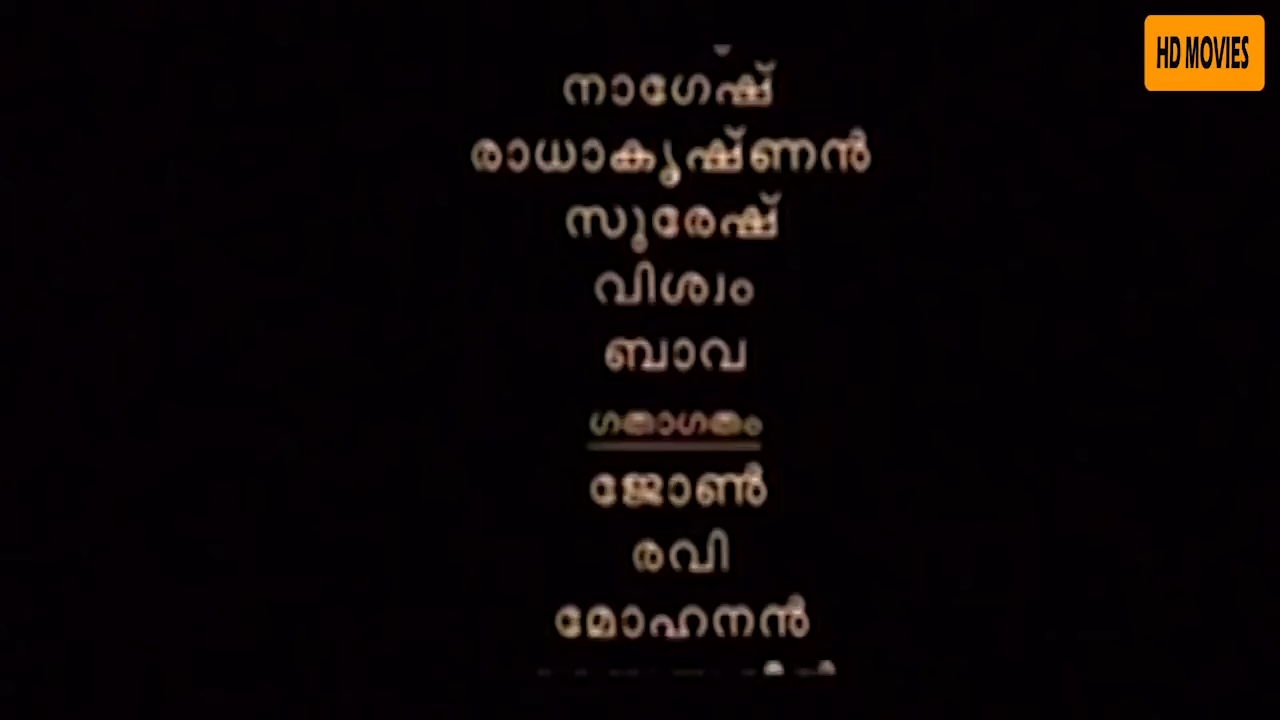 HD MOVIES
നാഗേഷ്
രാധാകൃഷ്ണൻ
സുരേഷ്
വിശ്വം
ബാവ
ഗതാഗതം
ജോൺ
രവി
മോഹനൻ